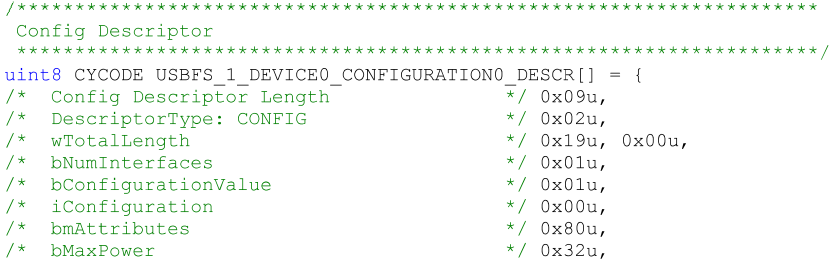 /*********************************************************************
 Config Descriptor
 *********************************************************************/
uint8 CYCODE USBFS_1_DEVICE0_CONFIGURATION0_DESCR[] = {
/*  Config Descriptor Length               */ 0x09u,
/*  DescriptorType: CONFIG                 */ 0x02u,
/*  wTotalLength                           */ 0x19u, 0x00u,
/*  bNumInterfaces                         */ 0x01u,
/*  bConfigurationValue                    */ 0x01u,
/*  iConfiguration                         */ 0x00u,
/*  bmAttributes                           */ 0x80u,
/*  bMaxPower                              */ 0x32u,